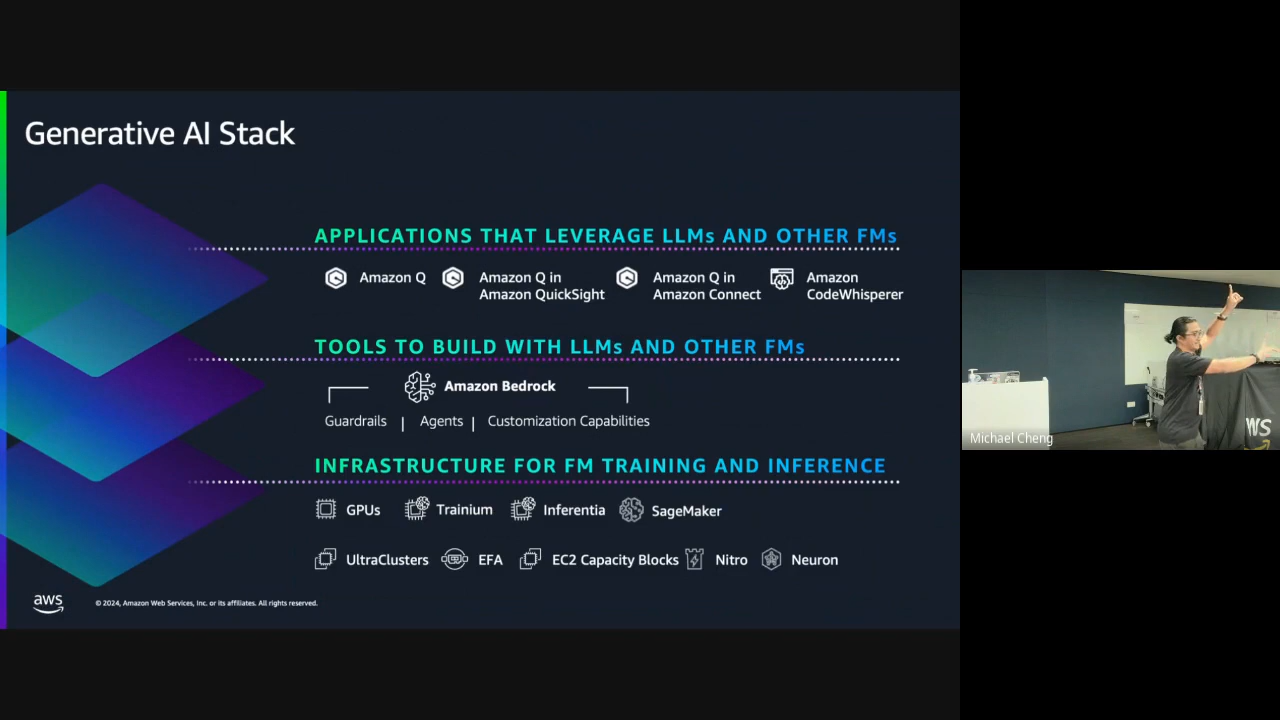 Generative AI Stack
APPLICATIONS THAT LEVERAGE LLMs AND OTHER FMs
Amazon Q
Amazon Q in
Amazon QuickSight
Amazon Q in
Amazon Connect
Amazon
CodeWhisperer
TOOLS TO BUILD WITH LLMs AND OTHER FMs
Amazon Bedrock
Guardrails | Agents | Customization Capabilities
INFRASTRUCTURE FOR FM TRAINING AND INFERENCE
GPUs Trainium Inferentia SageMaker
UltraClusters EFA EC2 Capacity Blocks Nitro Neuron
aws
© 2024, Amazon Web Services, Inc. or its affiliates. All rights reserved.
Michael Cheng
WS